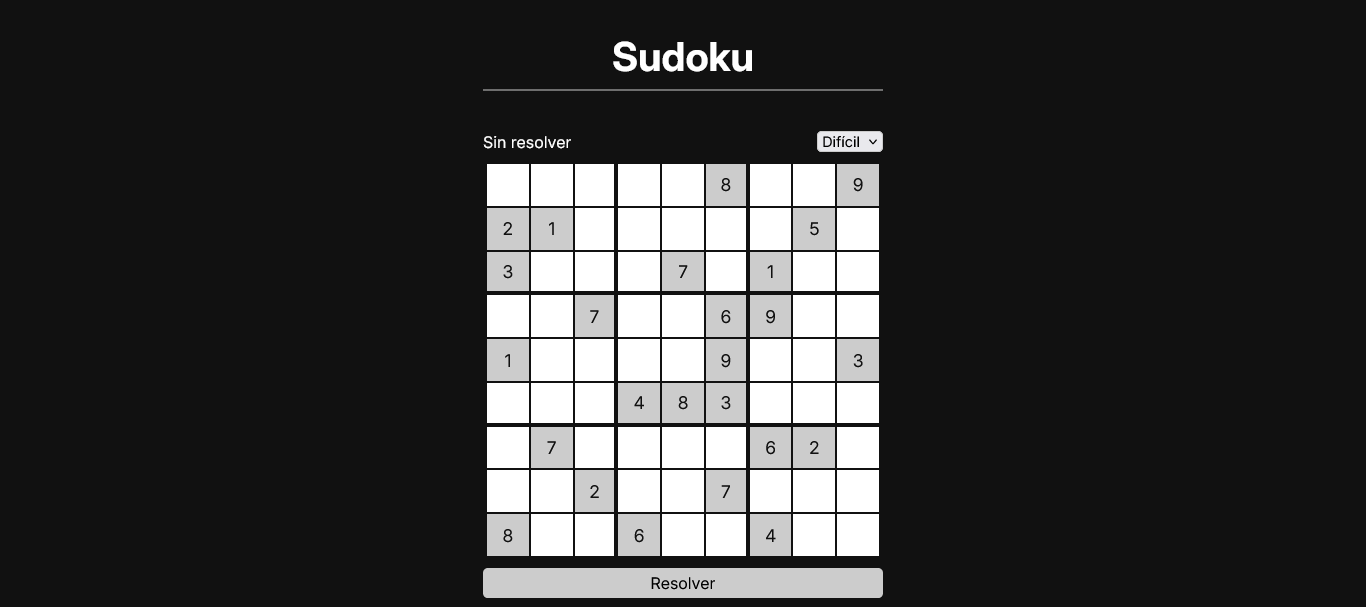 Sudoku
Sin resolver Difícil
8 9
2 1 5
3 7 1
7 6 9
1 9 3
4 8 3
7 6 2
2 7
8 6 4
Resolver